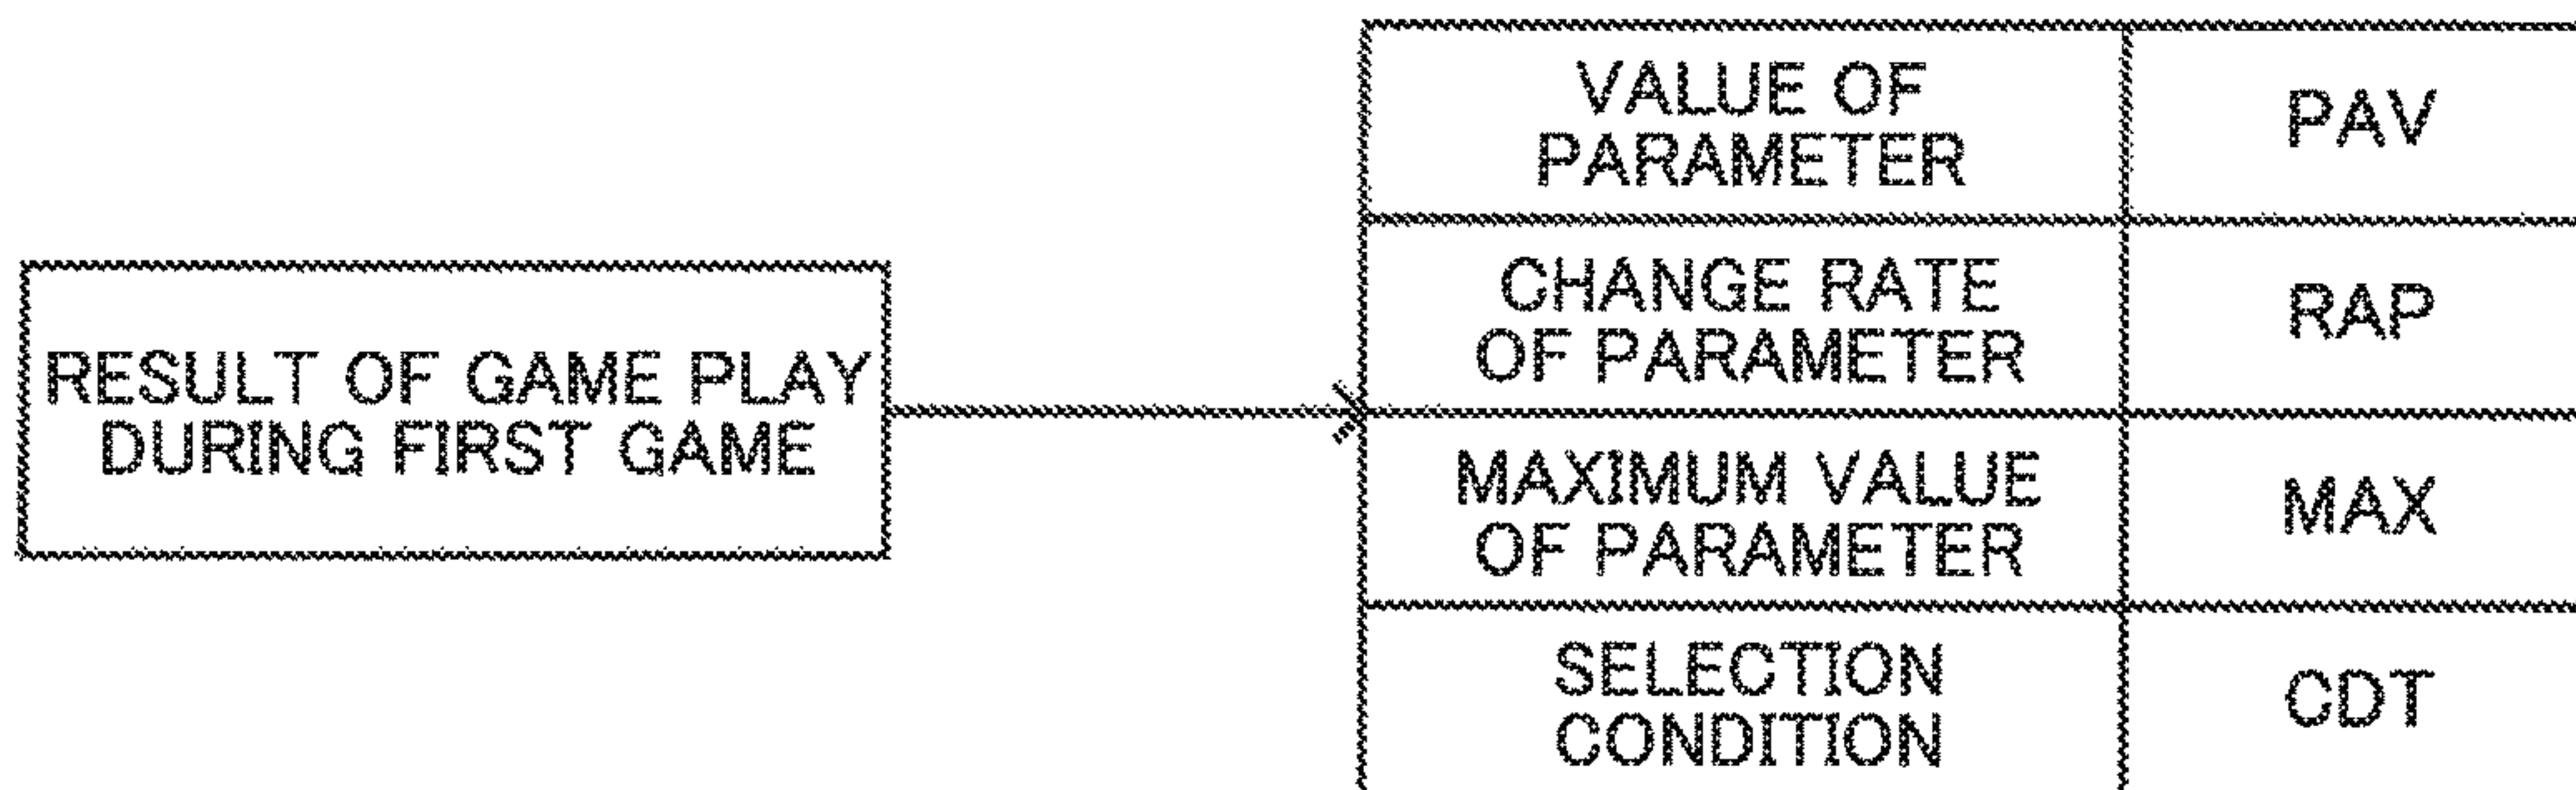 RESULT OF GAME PLAY
DURING FIRST GAME
VALUE OF
PARAMETER
PAV
CHANGE RATE
OF PARAMETER
RAP
MAXIMUM VALUE
OF PARAMETER
MAX
SELECTION
CONDITION
CDT